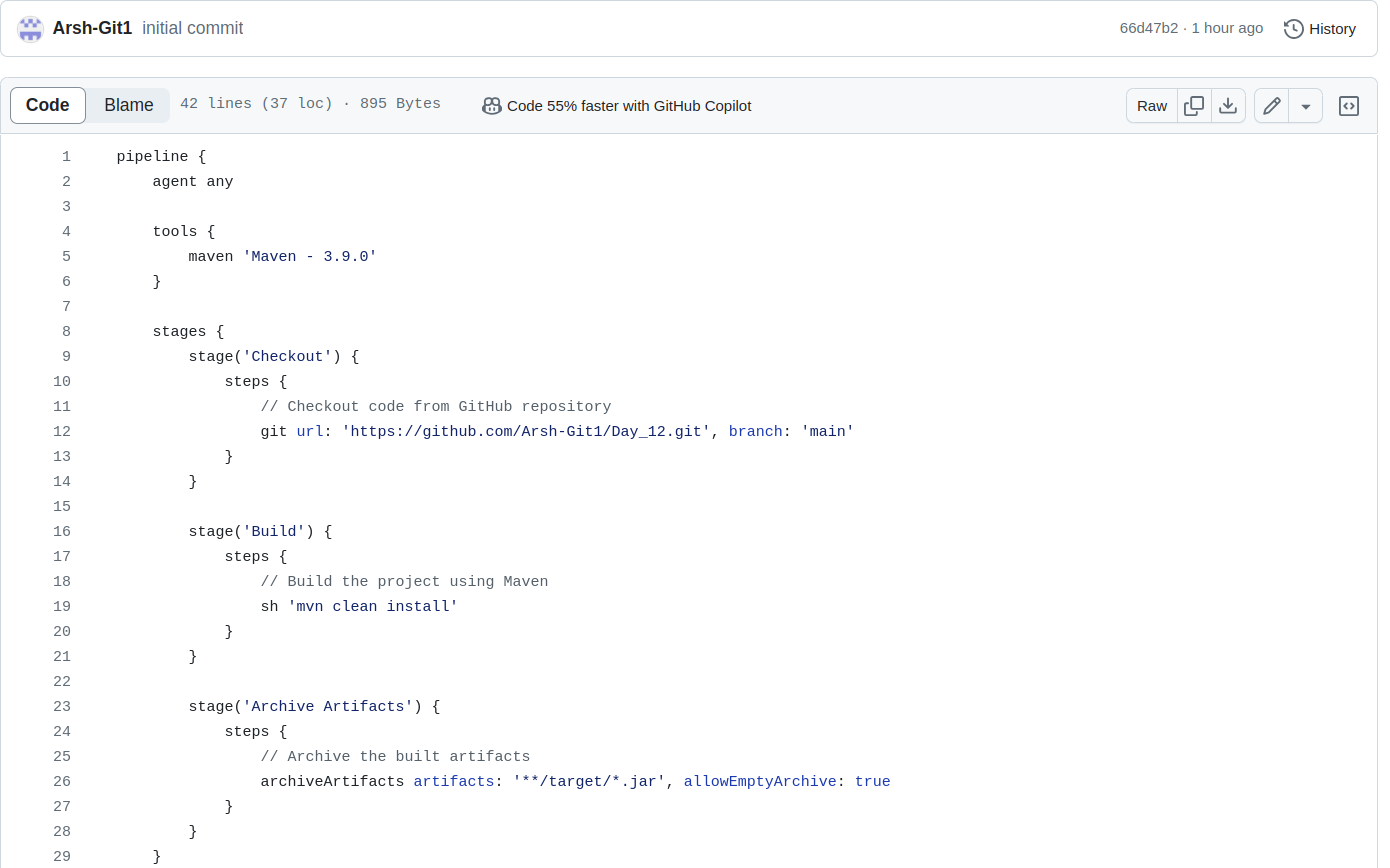 Arsh-Git1 initial commit 66d47b2 · 1 hour ago History
Code Blame 42 lines (37 loc) · 895 Bytes Code 55% faster with GitHub Copilot Raw
1 pipeline {
2     agent any
3
4     tools {
5         maven 'Maven - 3.9.0'
6     }
7
8     stages {
9         stage('Checkout') {
10             steps {
11                 // Checkout code from GitHub repository
12                 git url: 'https://github.com/Arsh-Git1/Day_12.git', branch: 'main'
13             }
14         }
15
16         stage('Build') {
17             steps {
18                 // Build the project using Maven
19                 sh 'mvn clean install'
20             }
21         }
22
23         stage('Archive Artifacts') {
24             steps {
25                 // Archive the built artifacts
26                 archiveArtifacts artifacts: '**/target/*.jar', allowEmptyArchive: true
27             }
28         }
29     }